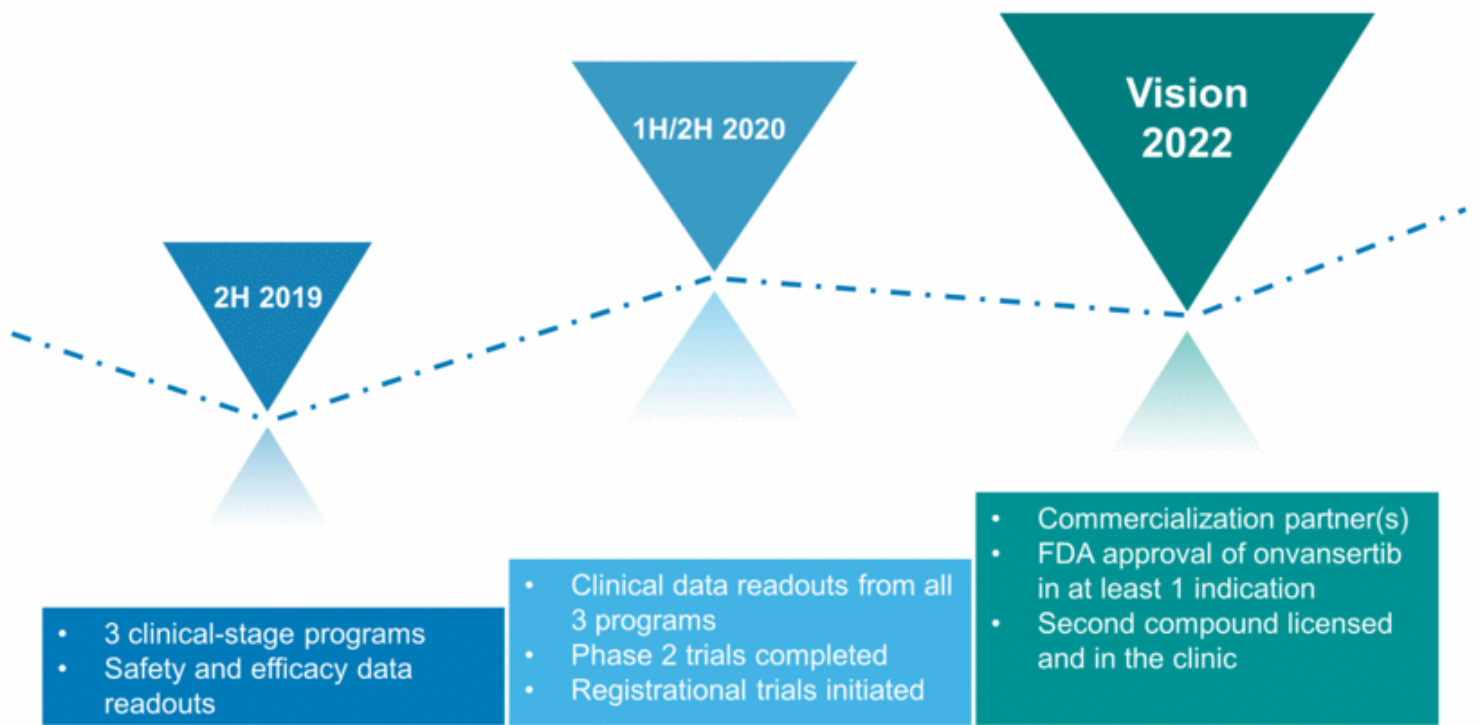 2H 2019
1H/2H 2020
Vision
2022
• 3 clinical-stage programs
• Safety and efficacy data
readouts
• Clinical data readouts from all
3 programs
• Phase 2 trials completed
• Registrational trials initiated
• Commercialization partner(s)
• FDA approval of onvansertib
in at least 1 indication
• Second compound licensed
and in the clinic